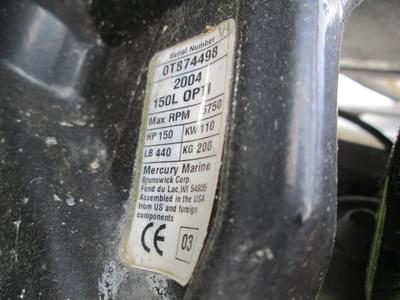 Serial Number
0T874498
2004
150L OPTI
Max RPM 5750
HP 150 KW 110
LB 440 KG 200
Mercury Marine
Brunswick Corp.
Fond du Lac, WI 54935
Assembled in the USA
from US and foreign
components
CE 03